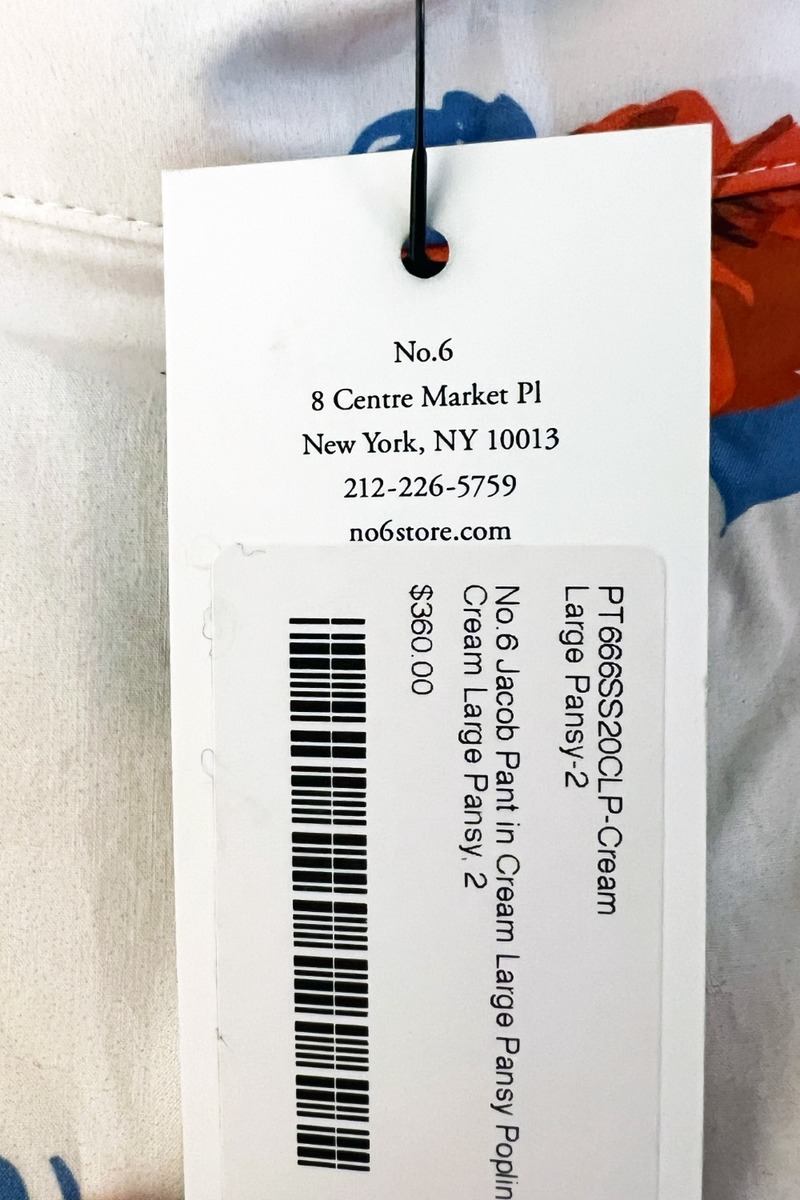 No.6
8 Centre Market Pl
New York, NY 10013
212-226-5759
no6store.com
PT666SS20CLP-Cream
Large Pansy-2
No.6 Jacob Pant in Cream Large Pansy Poplin
Cream Large Pansy, 2
$360.00